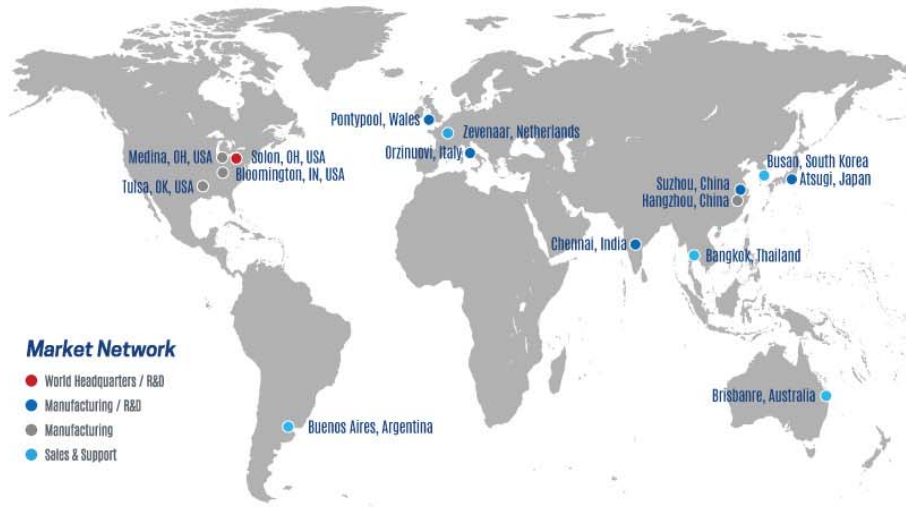 Pontypool, Wales
Zevenaar, Netherlands
Medina, OH, USA
Solon, OH, USA
Orzinuovi, Italy
Busan, South Korea
Bloomington, IN, USA
Tulsa, OK, USA
Suzhou, China
Atsugi, Japan
Hangzhou, China
Chennai, India
Bangkok, Thailand
Market Network
World Headquarters / R&D
Manufacturing / R&D
Manufacturing
Sales & Support
Brisbanre, Australia
Buenos Aires, Argentina